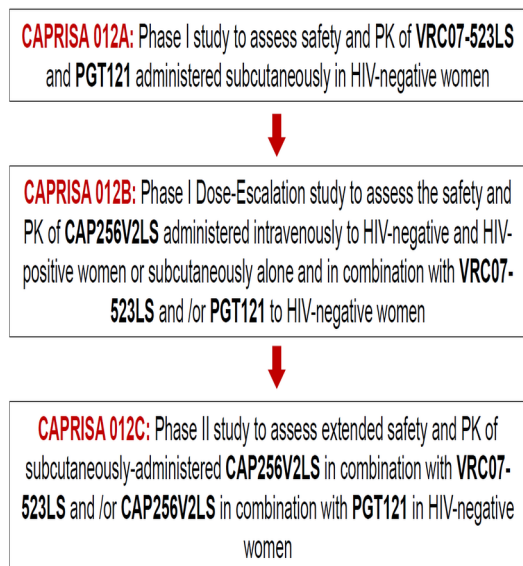 CAPRISA 012A: Phase I study to assess safety and PK of VRC07-523LS
and PGT121 administered subcutaneously in HIV-negative women
CAPRISA 012B: Phase I Dose-Escalation study to assess the safety and
PK of CAP256V2LS administered intravenously to HIV-negative and HIV-
positive women or subcutaneously alone and in combination with VRC07-
523LS and /or PGT121 to HIV-negative women
CAPRISA 012C: Phase II study to assess extended safety and PK of
subcutaneously-administered CAP256V2LS in combination with VRC07-
523LS and /or CAP256V2LS in combination with PGT121 in HIV-negative
women